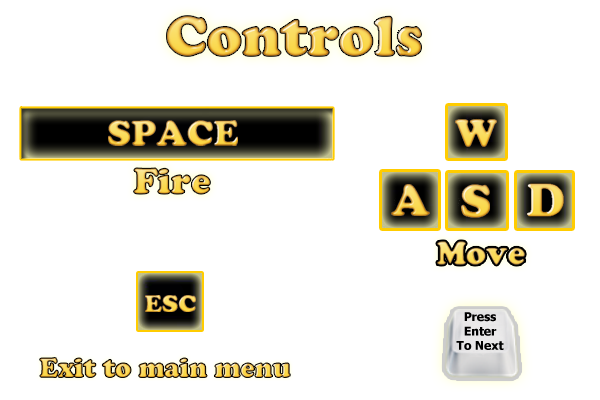 Controls
SPACE
Fire
W
A S D
Move
ESC
Exit to main menu
Press
Enter
To Next